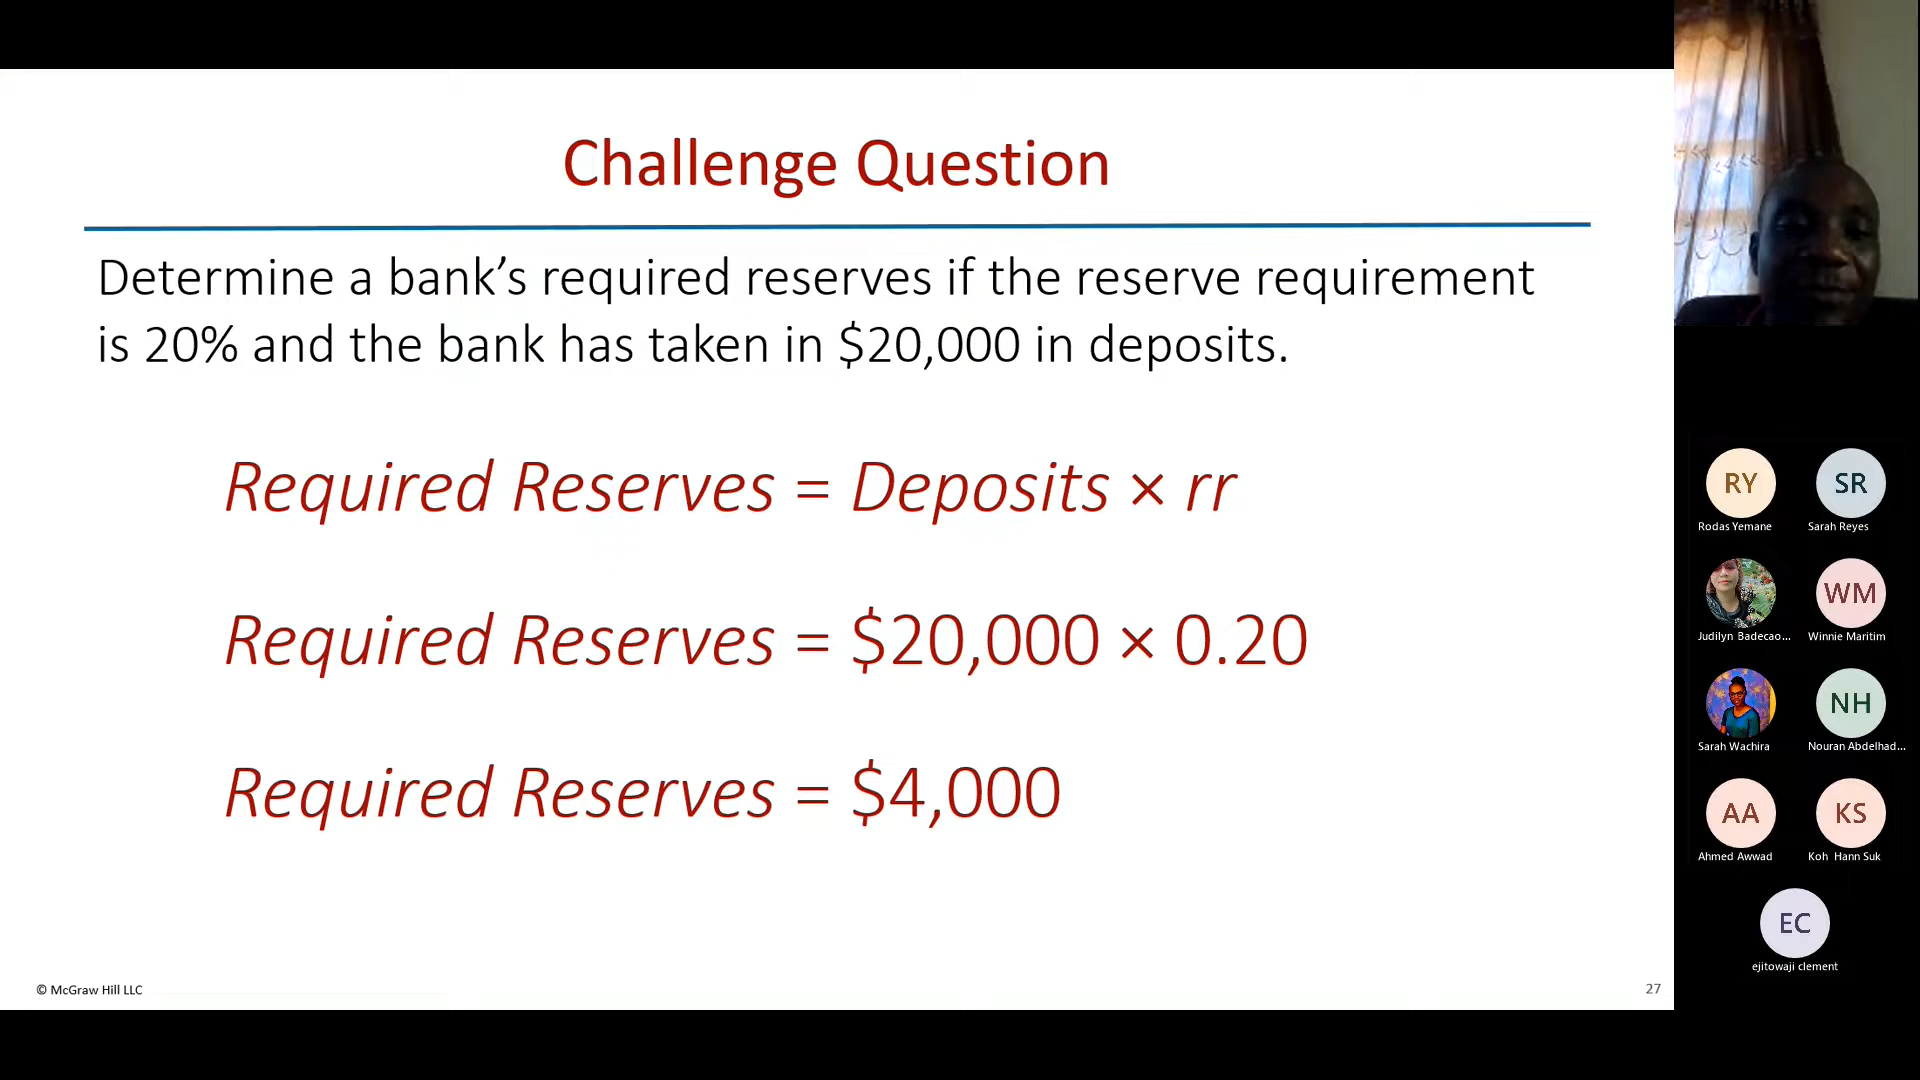 Challenge Question
Determine a bank’s required reserves if the reserve requirement
is 20% and the bank has taken in $20,000 in deposits.
Required Reserves = Deposits × rr
Required Reserves = $20,000 × 0.20
Required Reserves = $4,000
© McGraw Hill LLC
27
RY
SR
Rodas Yemane
Sarah Reyes
WM
Judilyn Badecao...
Winnie Maritim
NH
Sarah Wachira
Nouran Abdelhad...
AA
KS
Ahmed Awwad
Koh Hann Suk
EC
ejitowaji clement